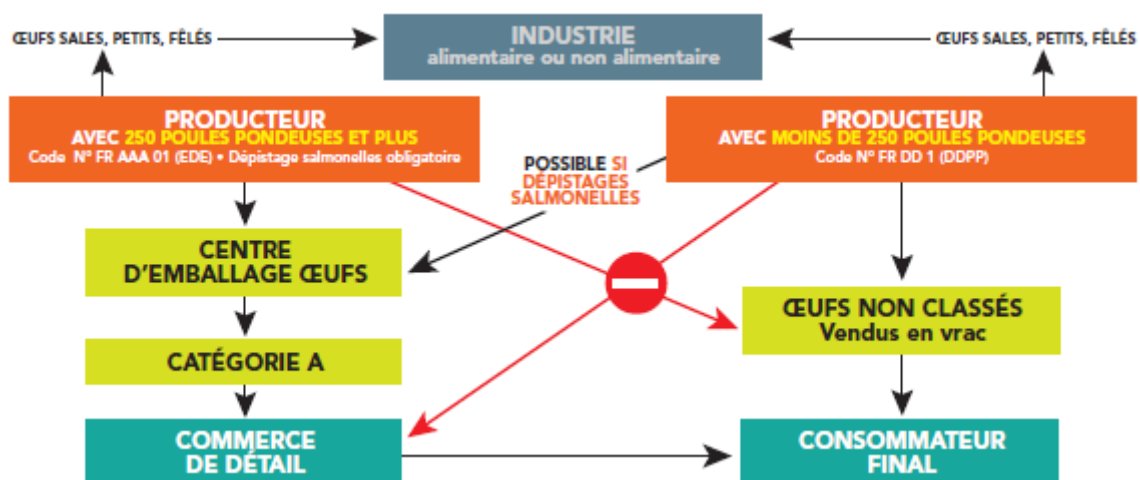 ŒUFS SALES, PETITS, FÊLÉS
INDUSTRIE
alimentaire ou non alimentaire
ŒUFS SALES, PETITS, FÊLÉS
PRODUCTEUR
AVEC 250 POULES PONDEUSES ET PLUS
Code N° FR AAA 01 (EDE) • Dépistage salmonelles obligatoire
PRODUCTEUR
AVEC MOINS DE 250 POULES PONDEUSES
Code N° FR DD 1 (DDPP)
POSSIBLE SI
DÉPISTAGES
SALMONELLES
CENTRE
D'EMBALLAGE ŒUFS
ŒUFS NON CLASSÉS
Vendus en vrac
CATÉGORIE A
COMMERCE
DE DÉTAIL
CONSOMMATEUR
FINAL